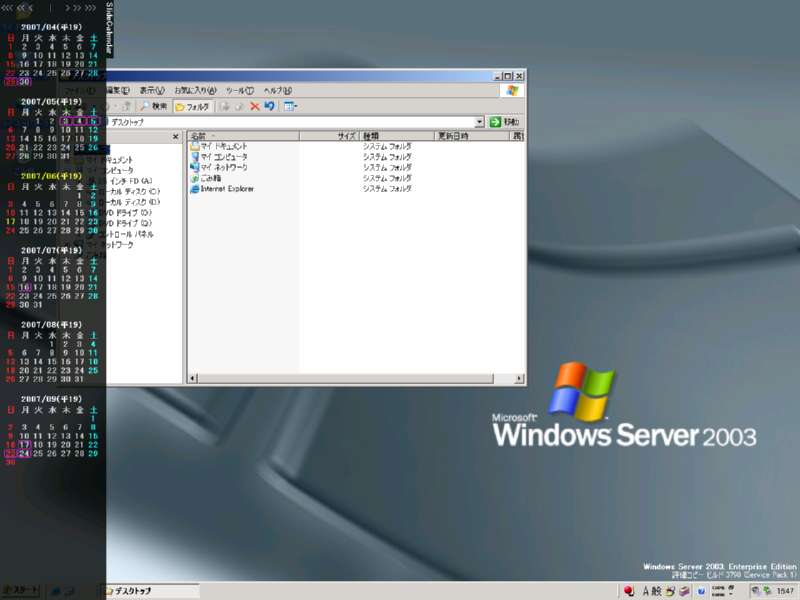 SlideCalendar
2007/04(平19)
日 月 火 水 木 金 土
1 2 3 4 5 6 7
8 9 10 11 12 13 14
15 16 17 18 19 20 21
22 23 24 25 26 27 28
29 30
2007/05(平19)
日 月 火 水 木 金 土
1 2 3 4 5
6 7 8 9 10 11 12
13 14 15 16 17 18 19
20 21 22 23 24 25 26
27 28 29 30 31
2007/06(平19)
日 月 火 水 木 金 土
1 2
3 4 5 6 7 8 9
10 11 12 13 14 15 16
17 18 19 20 21 22 23
24 25 26 27 28 29 30
2007/07(平19)
日 月 火 水 木 金 土
1 2 3 4 5 6 7
8 9 10 11 12 13 14
15 16 17 18 19 20 21
22 23 24 25 26 27 28
29 30 31
2007/08(平19)
日 月 火 水 木 金 土
1 2 3 4
5 6 7 8 9 10 11
12 13 14 15 16 17 18
19 20 21 22 23 24 25
26 27 28 29 30 31
2007/09(平19)
日 月 火 水 木 金 土
1
2 3 4 5 6 7 8
9 10 11 12 13 14 15
16 17 18 19 20 21 22
23 24 25 26 27 28 29
30
ファイル(F) 編集(E) 表示(V) お気に入り(A) ツール(T) ヘルプ(H)
検索 フォルダ
デスクトップ 移動
名前 サイズ 種類 更新日時
マイ ドキュメント システム フォルダ
マイ コンピュータ システム フォルダ
マイ ネットワーク システム フォルダ
ごみ箱 システム フォルダ
Internet Explorer システム フォルダ
マイ ドキュメント
マイ コンピュータ
インチ FD (A:)
ローカル ディスク (C:)
ローカル ディスク (D:)
DVD ドライブ
DVD ドライブ (Q:)
コントロール パネル
マイ ネットワーク
ごみ箱
Microsoft
Windows Server 2003
Windows Server 2003, Enterprise Edition
評価コピー ビルド 3790 (Service Pack 1)
スタート
デスクトップ
A 般
CAPS
KANA
15:47